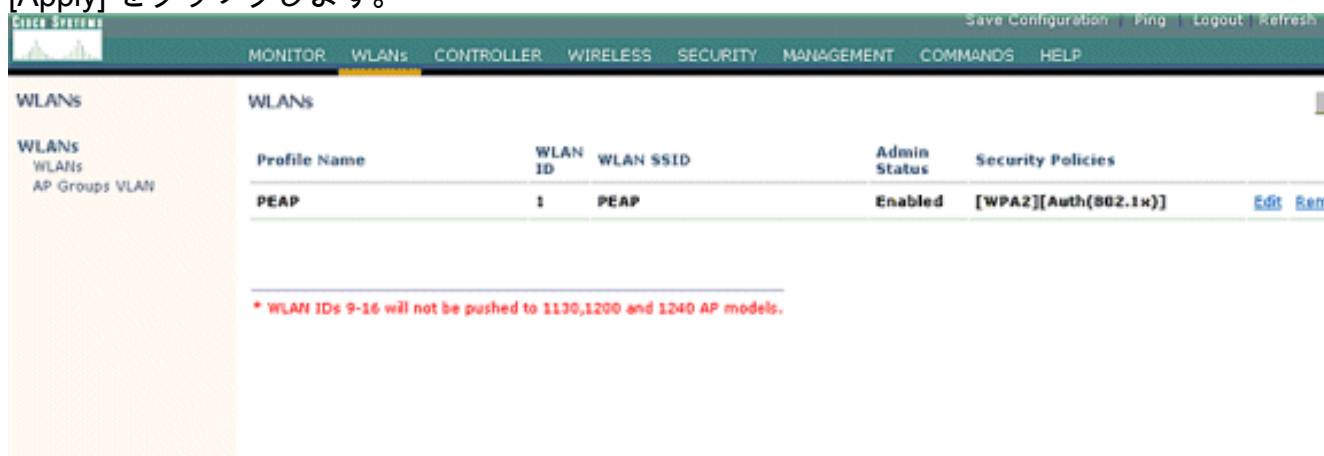 [Apply] をクリックします。
CISCO SYSTEMS
Save Configuration | Ping | Logout | Refresh
MONITOR WLANs CONTROLLER WIRELESS SECURITY MANAGEMENT COMMANDS HELP
WLANs
WLANs
WLANs
AP Groups VLAN
WLANs
Profile Name WLAN ID WLAN SSID Admin Status Security Policies
PEAP 1 PEAP Enabled [WPA2][Auth(802.1x)] Edit Rem
* WLAN IDs 9-16 will not be pushed to 1130,1200 and 1240 AP models.